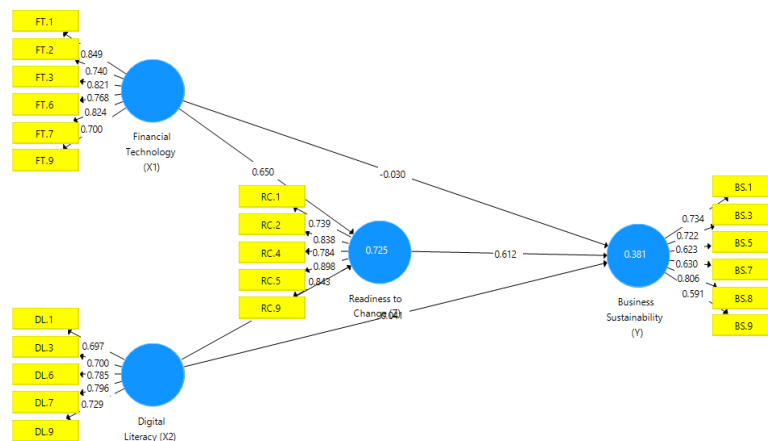 FT.1
FT.2
FT.3
FT.6
FT.7
FT.9
0.849
0.740
0.821
0.768
0.824
0.700
Financial
Technology
(X1)
0.650
-0.030
RC.1
RC.2
RC.4
RC.5
RC.9
0.739
0.838
0.784
0.898
0.843
0.725
Readiness to
Change (Z)
0.612
0.381
Business
Sustainability
(Y)
BS.1
BS.3
BS.5
BS.7
BS.8
BS.9
0.734
0.722
0.623
0.630
0.806
0.591
DL.1
DL.3
DL.6
DL.7
DL.9
0.697
0.700
0.785
0.796
0.729
Digital
Literacy (X2)